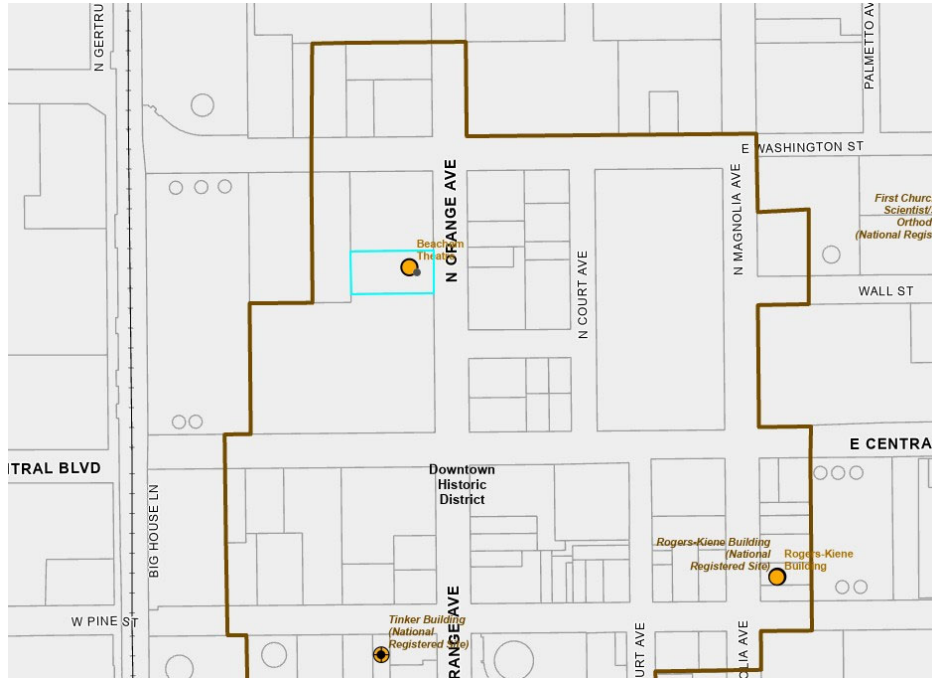 N GERTRU
PALMETTO AV
E WASHINGTON ST
N ORANGE AVE
N MAGNOLIA AVE
First Churc
Scientist/
Orthod
(National Regis
Beacham
Theatre
N COURT AVE
WALL ST
NTRAL BLVD
E CENTRA
Downtown
Historic
District
BIG HOUSE LN
Rogers-Kiene Building
(National
Registered Site)
Rogers-Kiene
Building
W PINE ST
Tinker Building
(National
Registered Site)
RANGE AVE
URT AVE
OLIA AVE